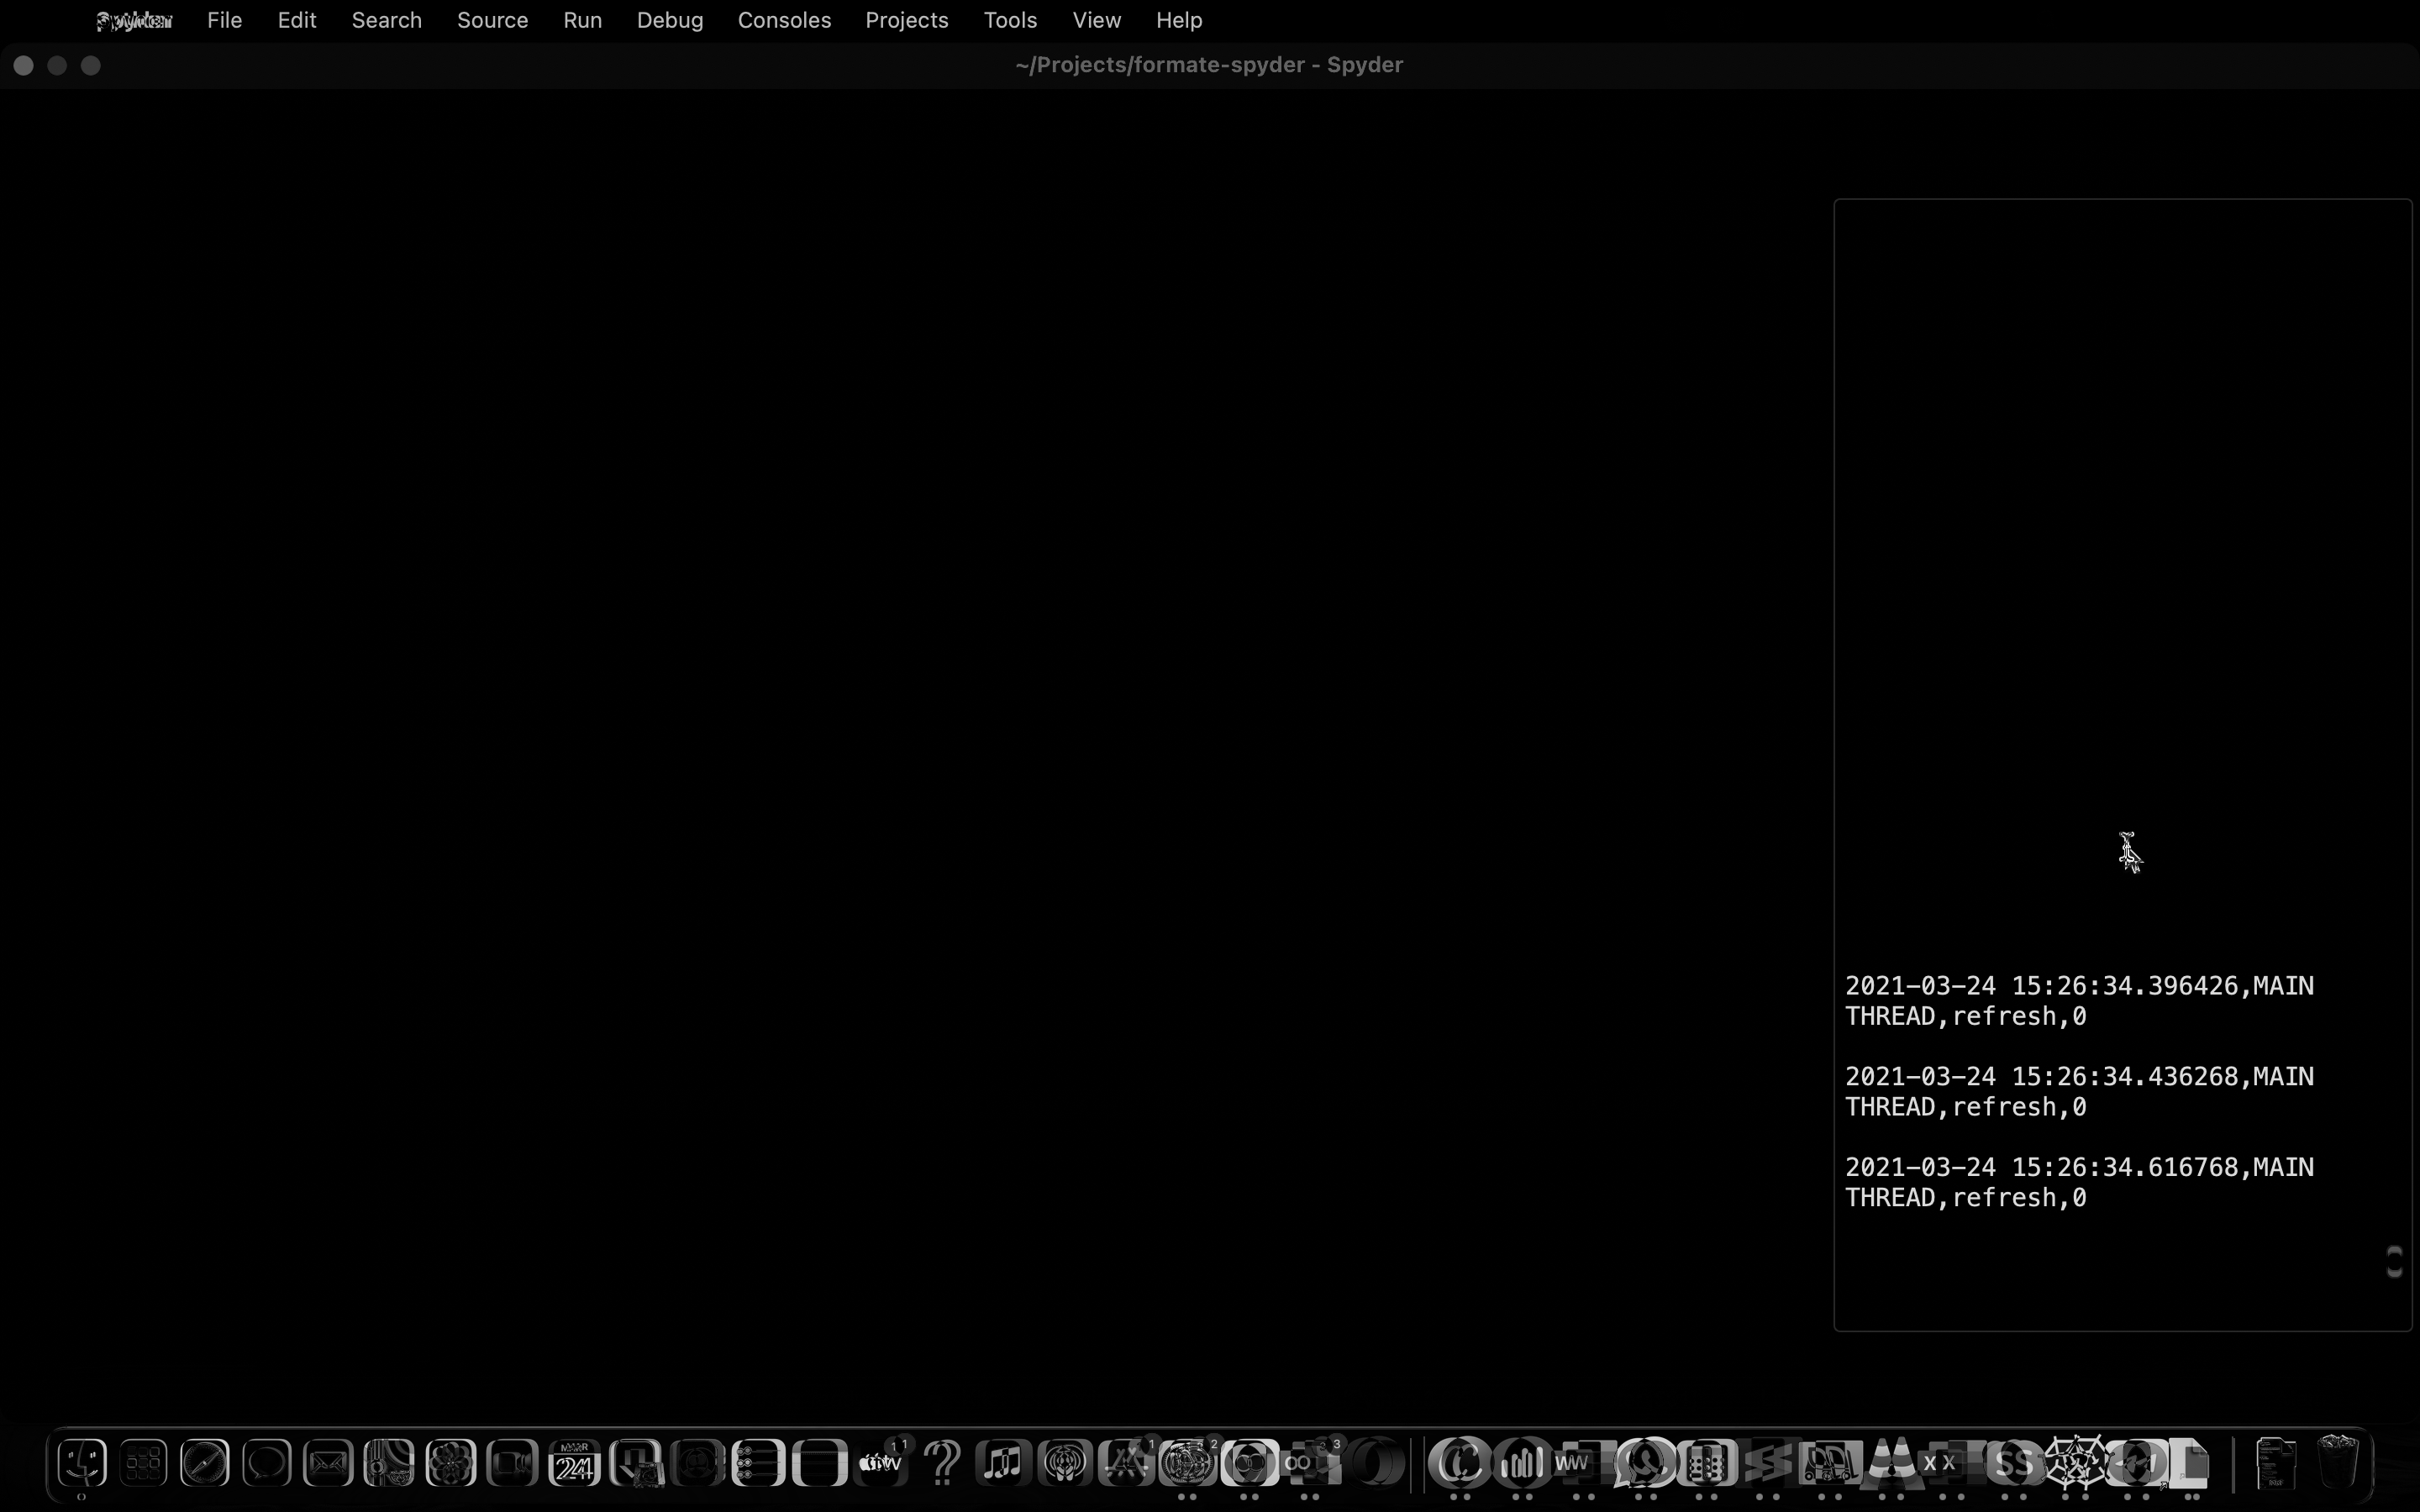 File Edit Search Source Run Debug Consoles Projects Tools View Help
~/Projects/formate-spyder - Spyder
2021-03-24 15:26:34.396426,MAIN
THREAD,refresh,0
2021-03-24 15:26:34.436268,MAIN
THREAD,refresh,0
2021-03-24 15:26:34.616768,MAIN
THREAD,refresh,0